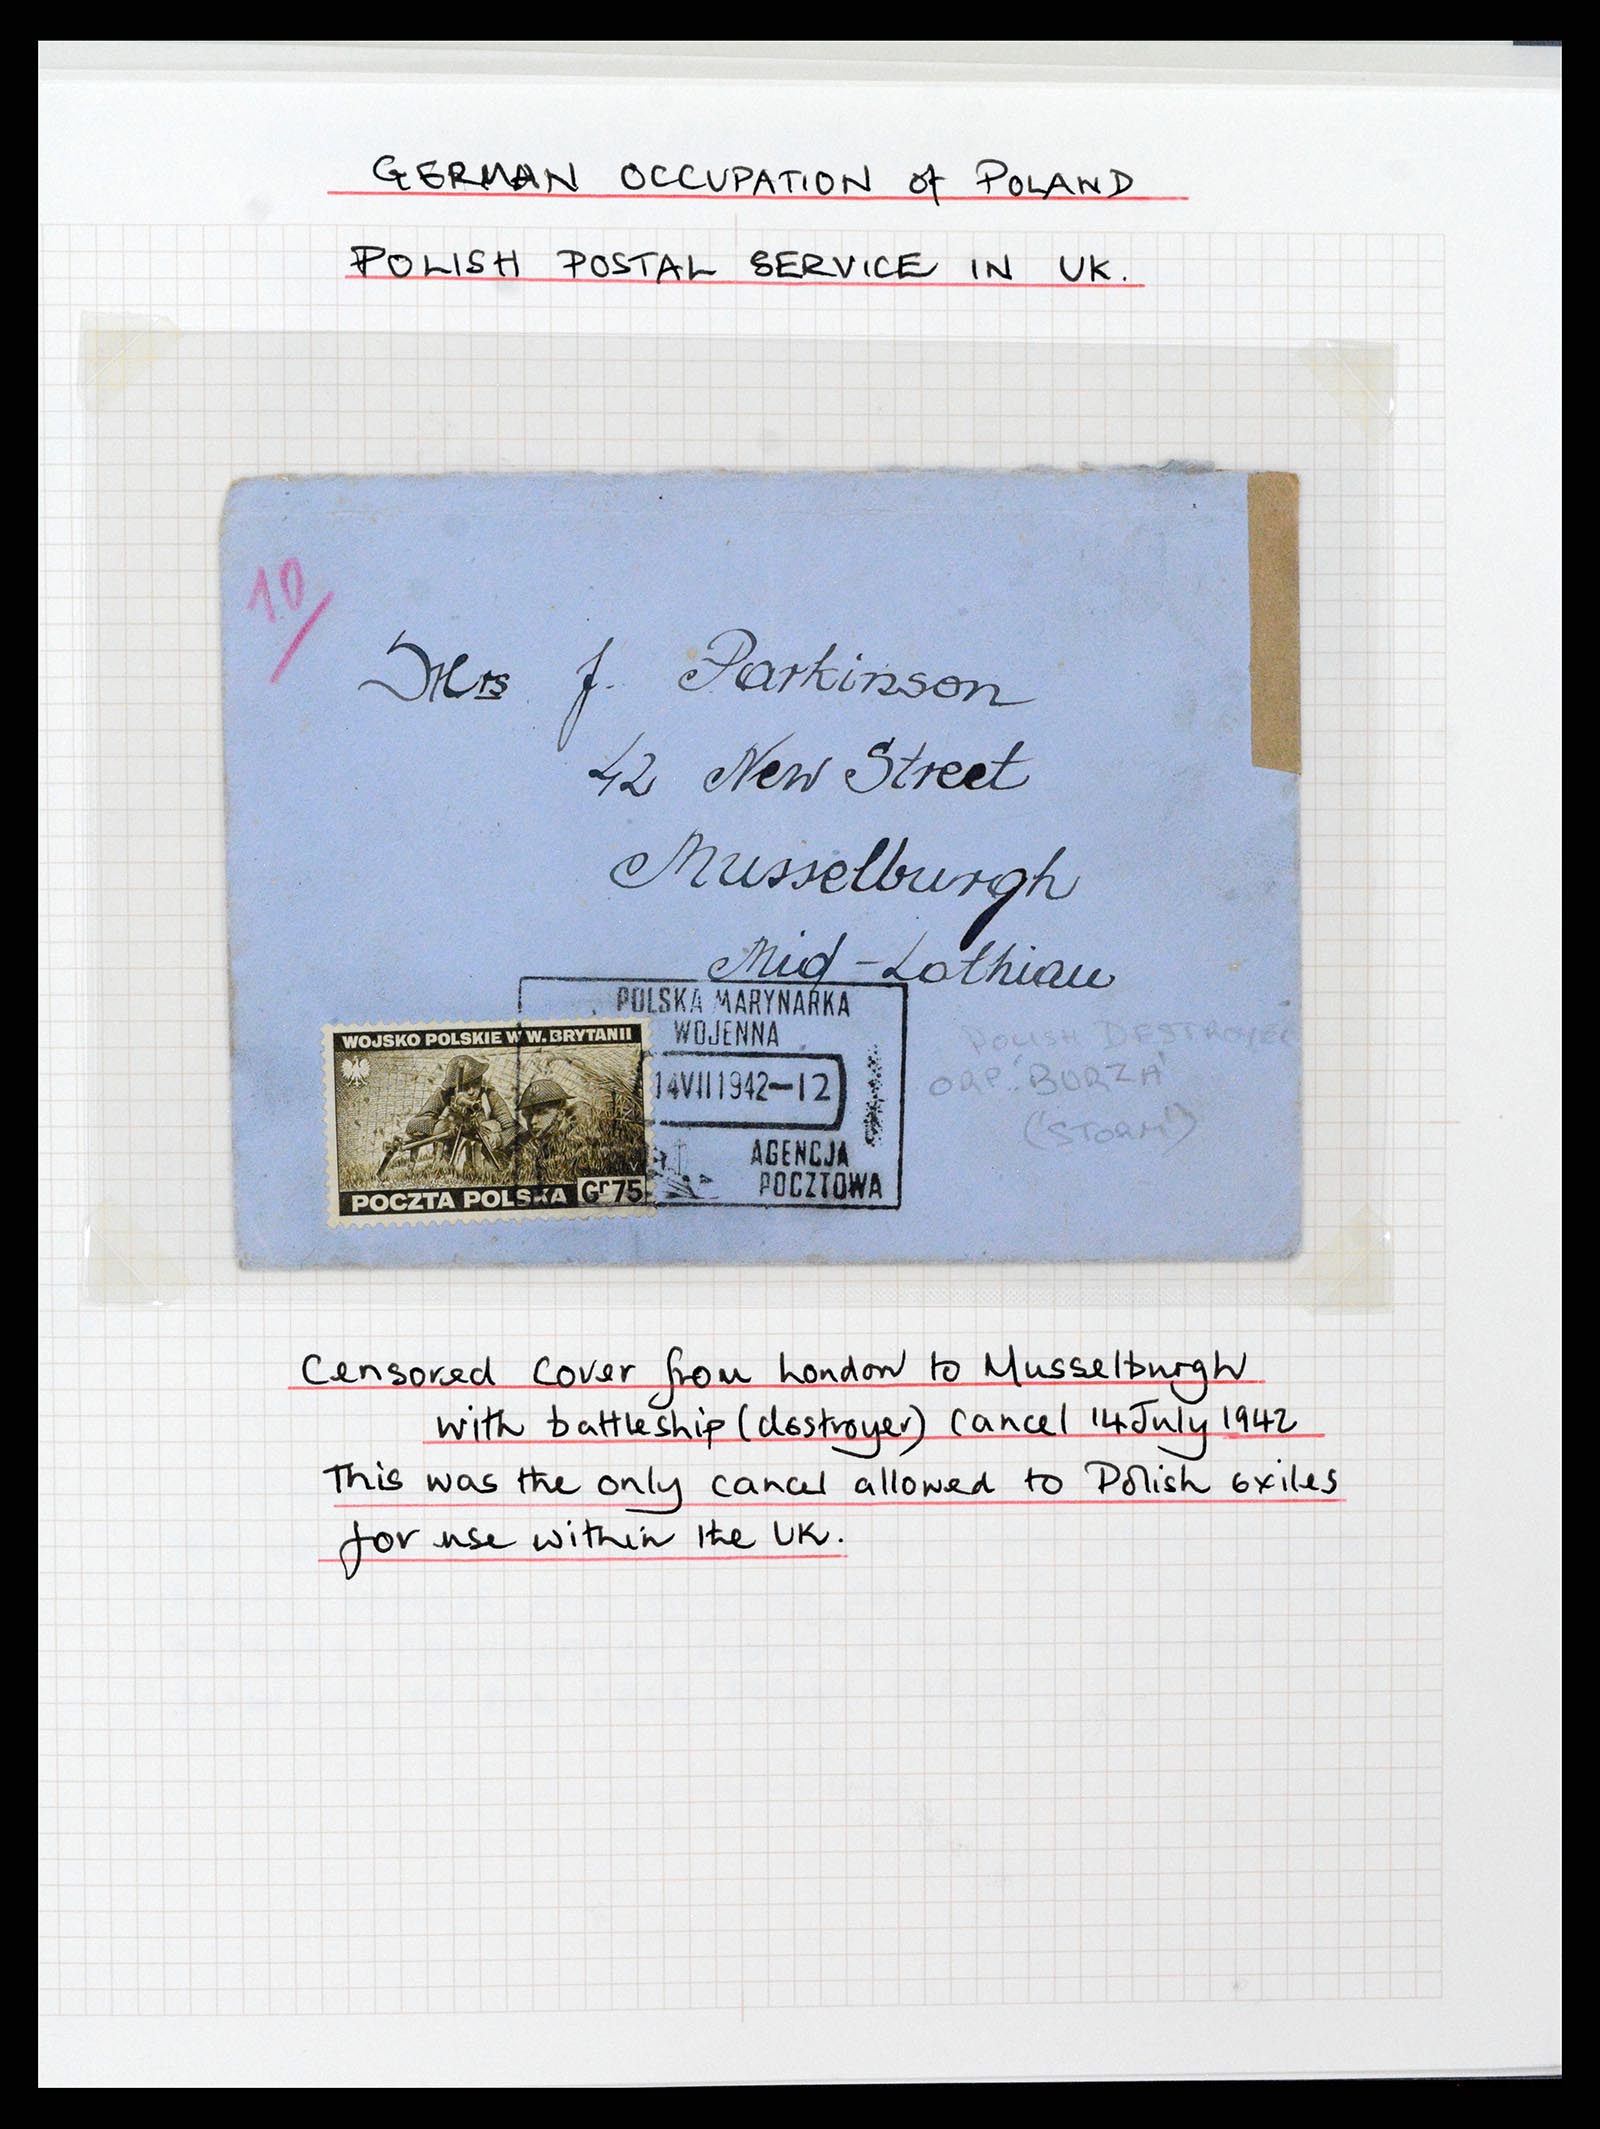 GERMAN OCCUPATION of POLAND
POLISH POSTAL SERVICE IN UK.
10/
Mrs J. Parkinson
42 New Street
Musselburgh
Mid-Lothian
POLSKA MARYNARKA
WOJENNA
14VII1942-12
AGENCJA
POCZTOWA
WOJSKO POLSKIE W W. BRYTANII
POCZTA POLSKA Gr 75
POLISH DESTROYER
ORP. 'BURZA'
('STORM')
Censored Cover from London to Musselburgh
with battleship (destroyer) cancel 14 July 1942
This was the only cancel allowed to Polish exiles
for use within the UK.